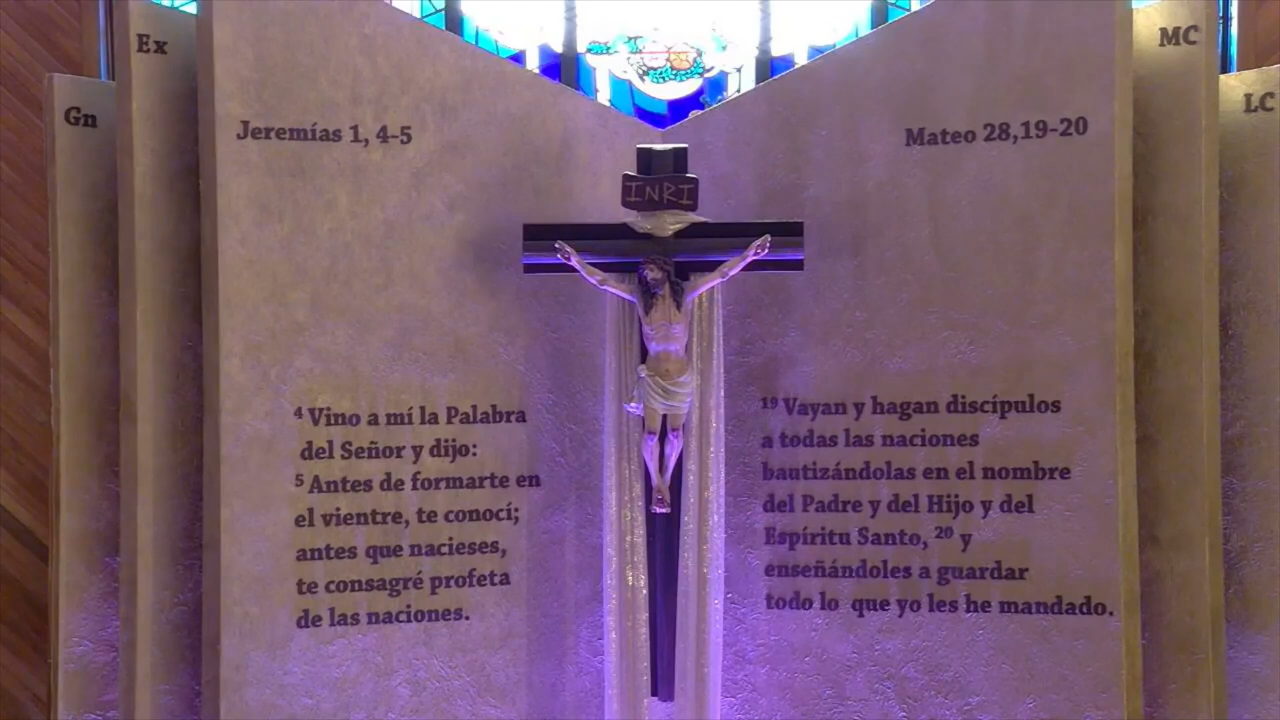 Ex
MC
Gn
LC
Jeremías 1, 4-5
Mateo 28,19-20
INRI
⁴ Vino a mí la Palabra
del Señor y dijo:
⁵ Antes de formarte en
el vientre, te conocí;
antes que nacieses,
te consagré profeta
de las naciones.
¹⁹ Vayan y hagan discípulos
a todas las naciones
bautizándolas en el nombre
del Padre y del Hijo y del
Espíritu Santo, ²⁰ y
enseñándoles a guardar
todo lo que yo les he mandado.